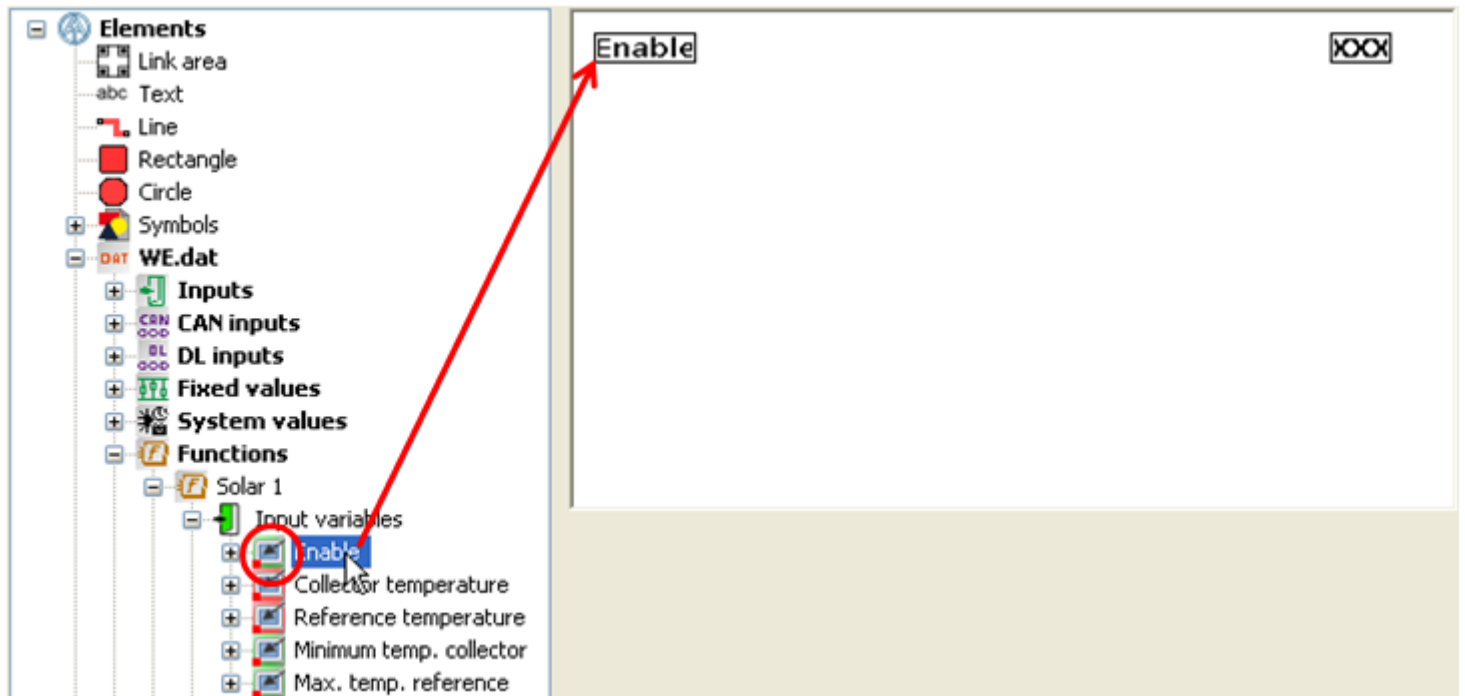 Elements
Link area
abc Text
Line
Rectangle
Circle
Symbols
DAT WE.dat
Inputs
CAN CAN inputs
DL DL inputs
Fixed values
System values
Functions
Solar 1
Input variables
Enable
Collector temperature
Reference temperature
Minimum temp. collector
Max. temp. reference
Enable XXX